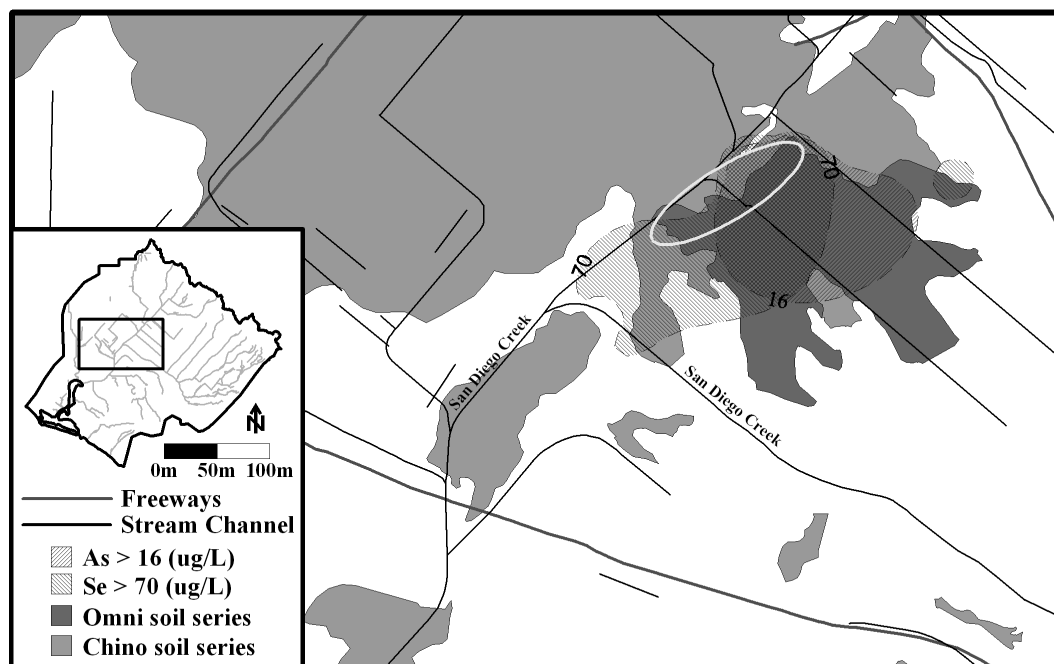 70
70
16
San Diego Creek
San Diego Creek
N
0m 50m 100m
Freeways
Stream Channel
As > 16 (ug/L)
Se > 70 (ug/L)
Omni soil series
Chino soil series